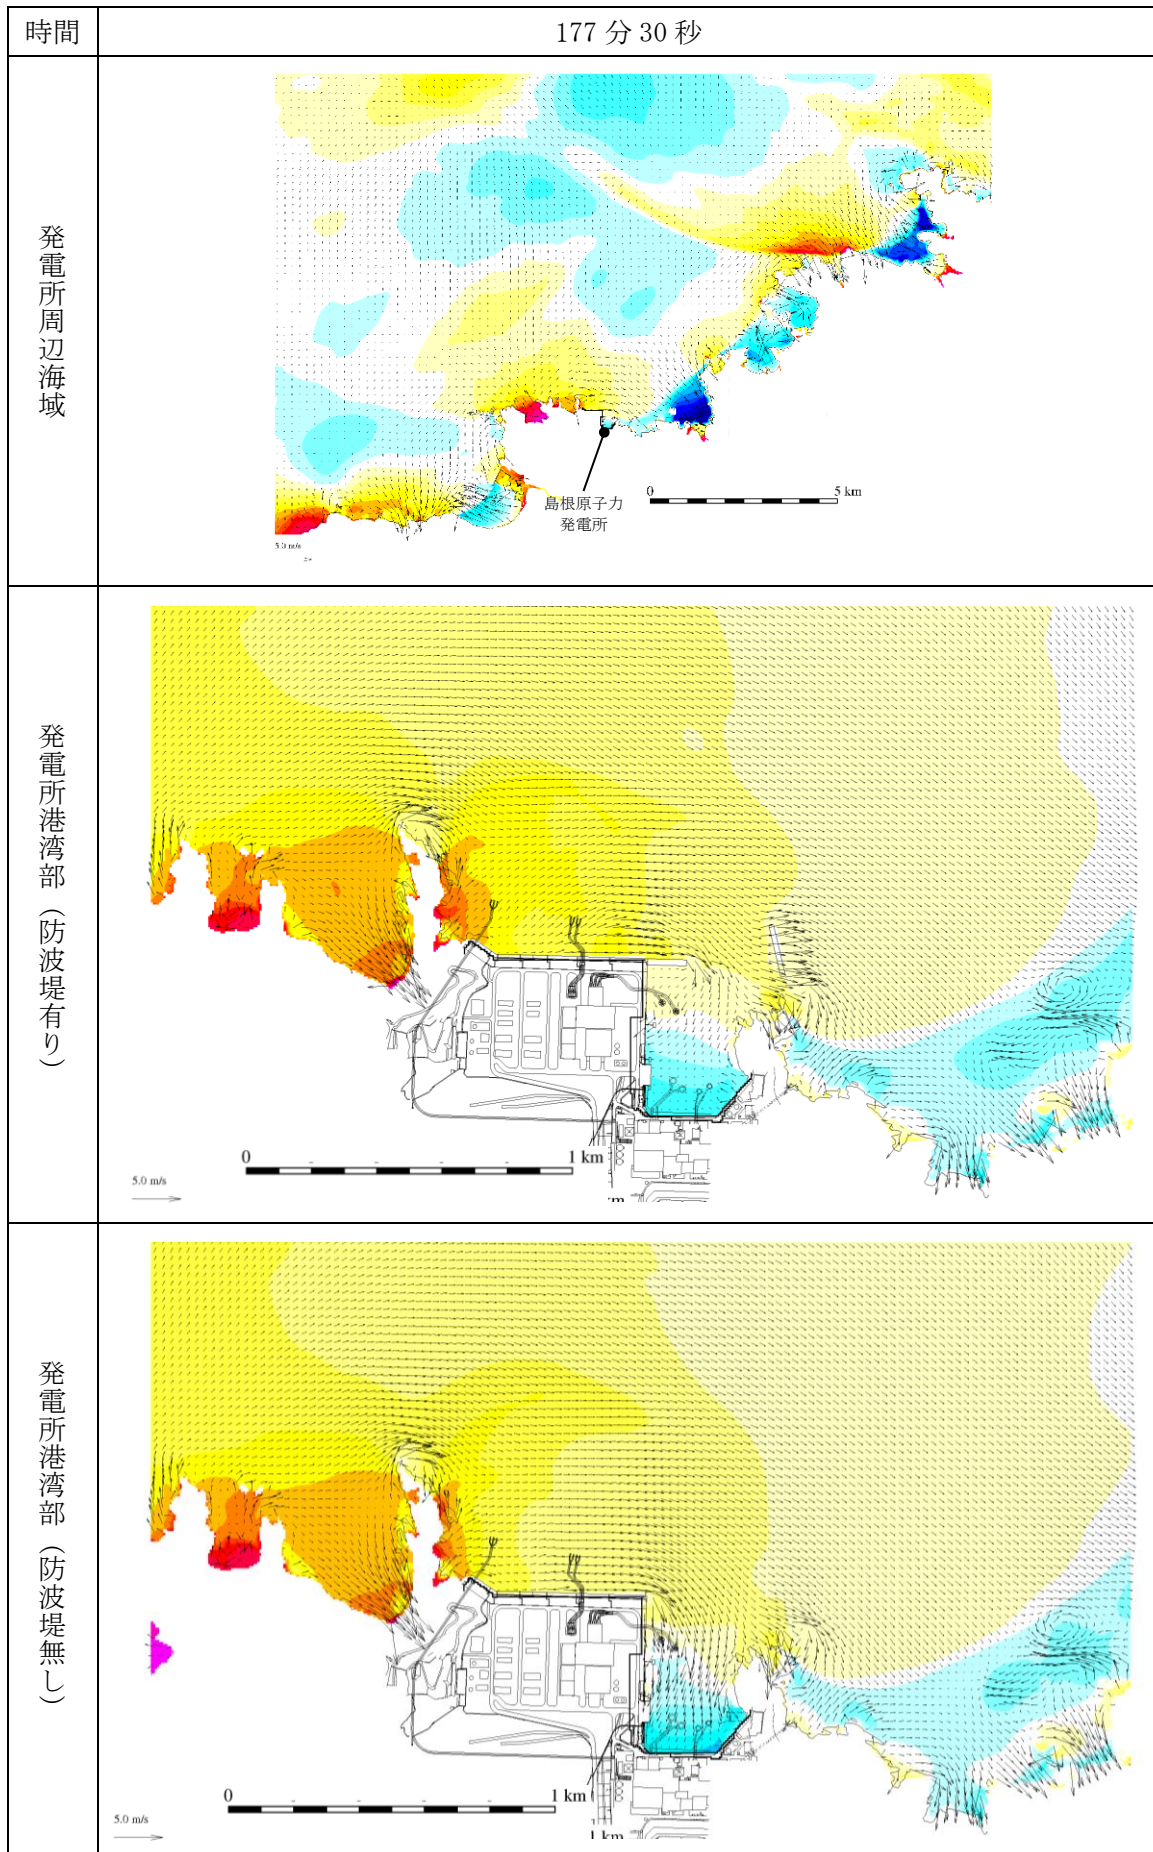 時間
177 分 30 秒
発電所周辺海域
島根原子力
発電所
0
5 km
5.0 m/s
発電所港湾部（防波堤有り）
0
1 km
5.0 m/s
発電所港湾部（防波堤無し）
0
1 km
5.0 m/s
1 km